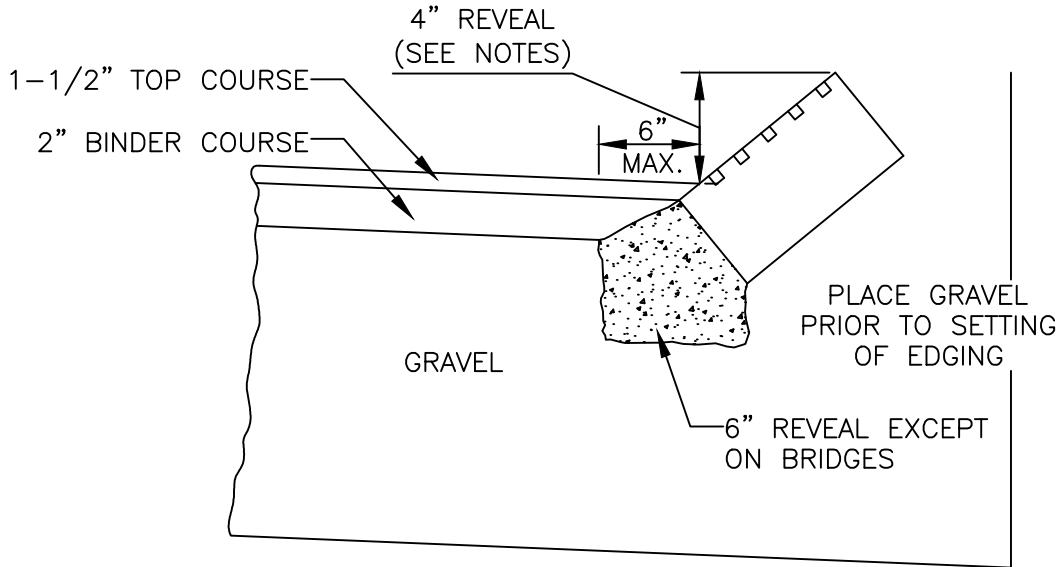 4” REVEAL
(SEE NOTES)
1–1/2” TOP COURSE
6”
2” BINDER COURSE
MAX.
PLACE GRAVEL
PRIOR TO SETTING
OF EDGING
GRAVEL
6” REVEAL EXCEPT
ON BRIDGES